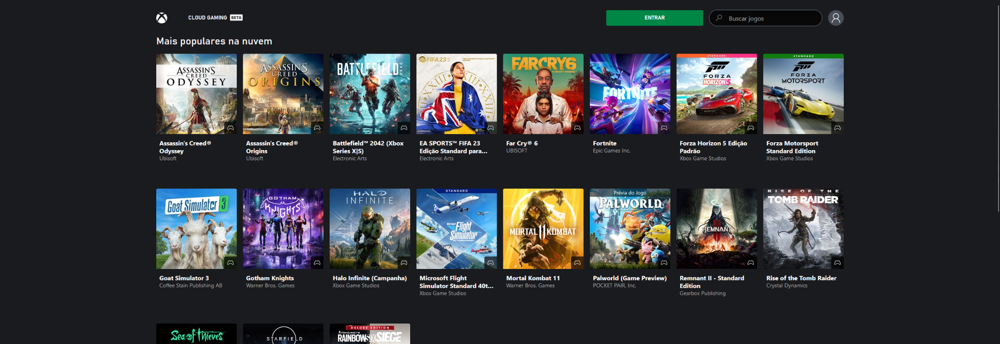 CLOUD GAMING BETA
ENTRAR
Buscar jogos
Mais populares na nuvem
ASSASSIN'S
CREED
ODYSSEY
ASSASSIN'S
CREED
ORIGINS
BATTLEFIELD 2042
FIFA 23
FARCRY6
A UBISOFT ORIGINAL
FORTNITE
STANDARD
FORZA
HORIZON 5
STANDARD
FORZA
MOTORSPORT
Assassin's Creed®
Odyssey
Ubisoft
Assassin's Creed®
Origins
Ubisoft
Battlefield™ 2042 (Xbox
Series X|S)
Electronic Arts
EA SPORTS™ FIFA 23
Edição Standard para...
Electronic Arts
Far Cry® 6
UBISOFT
Fortnite
Epic Games Inc.
Forza Horizon 5 Edição
Padrão
Xbox Game Studios
Forza Motorsport
Standard Edition
Xbox Game Studios
Goat Simulator 3
GOTHAM
KNIGHTS
HALO
INFINITE
STANDARD
Microsoft
Flight
Simulator
40TH ANNIVERSARY
MORTAL 11 KOMBAT
Prévia do Jogo
PALWORLD
REMNANT II
RISE OF THE
TOMB RAIDER
Goat Simulator 3
Coffee Stain Publishing AB
Gotham Knights
Warner Bros. Games
Halo Infinite (Campanha)
Xbox Game Studios
Microsoft Flight
Simulator Standard 40t...
Xbox Game Studios
Mortal Kombat 11
Warner Bros. Games
Palworld (Game Preview)
POCKET PAIR, Inc.
Remnant II - Standard
Edition
Gearbox Publishing
Rise of the Tomb Raider
Crystal Dynamics
Sea of Thieves
STARFIELD
DELUXE EDITION
TOM CLANCY'S
RAINBOW SIX SIEGE